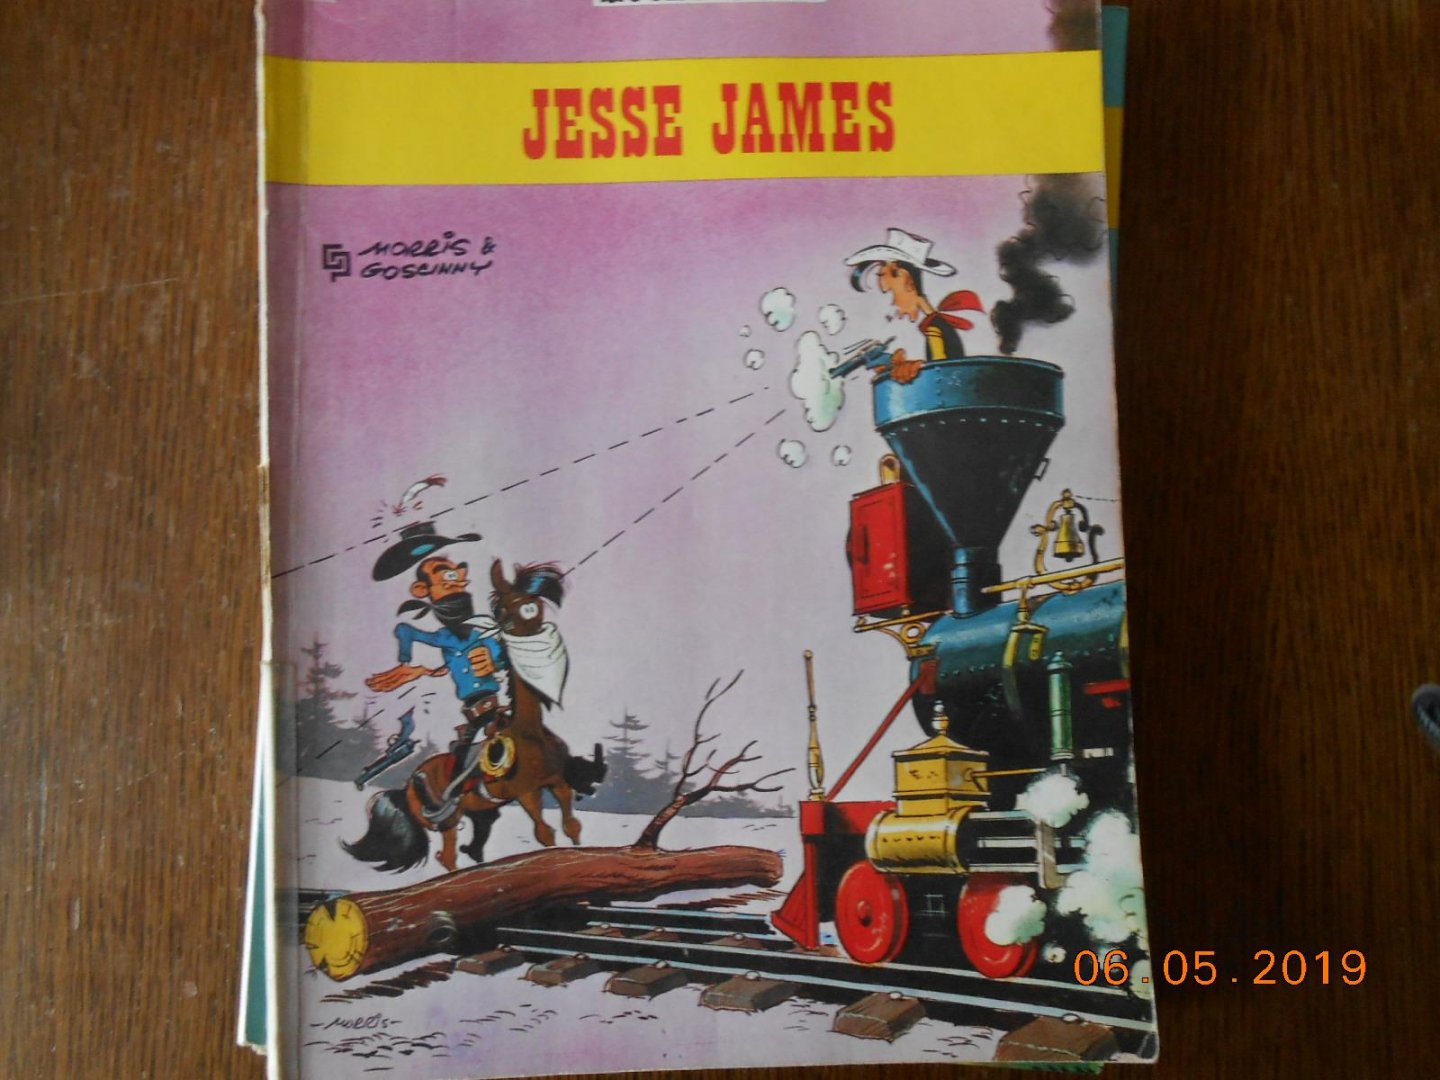 JESSE JAMES
MORRIS &
GOSCINNY
-MORRIS-
06.05.2019